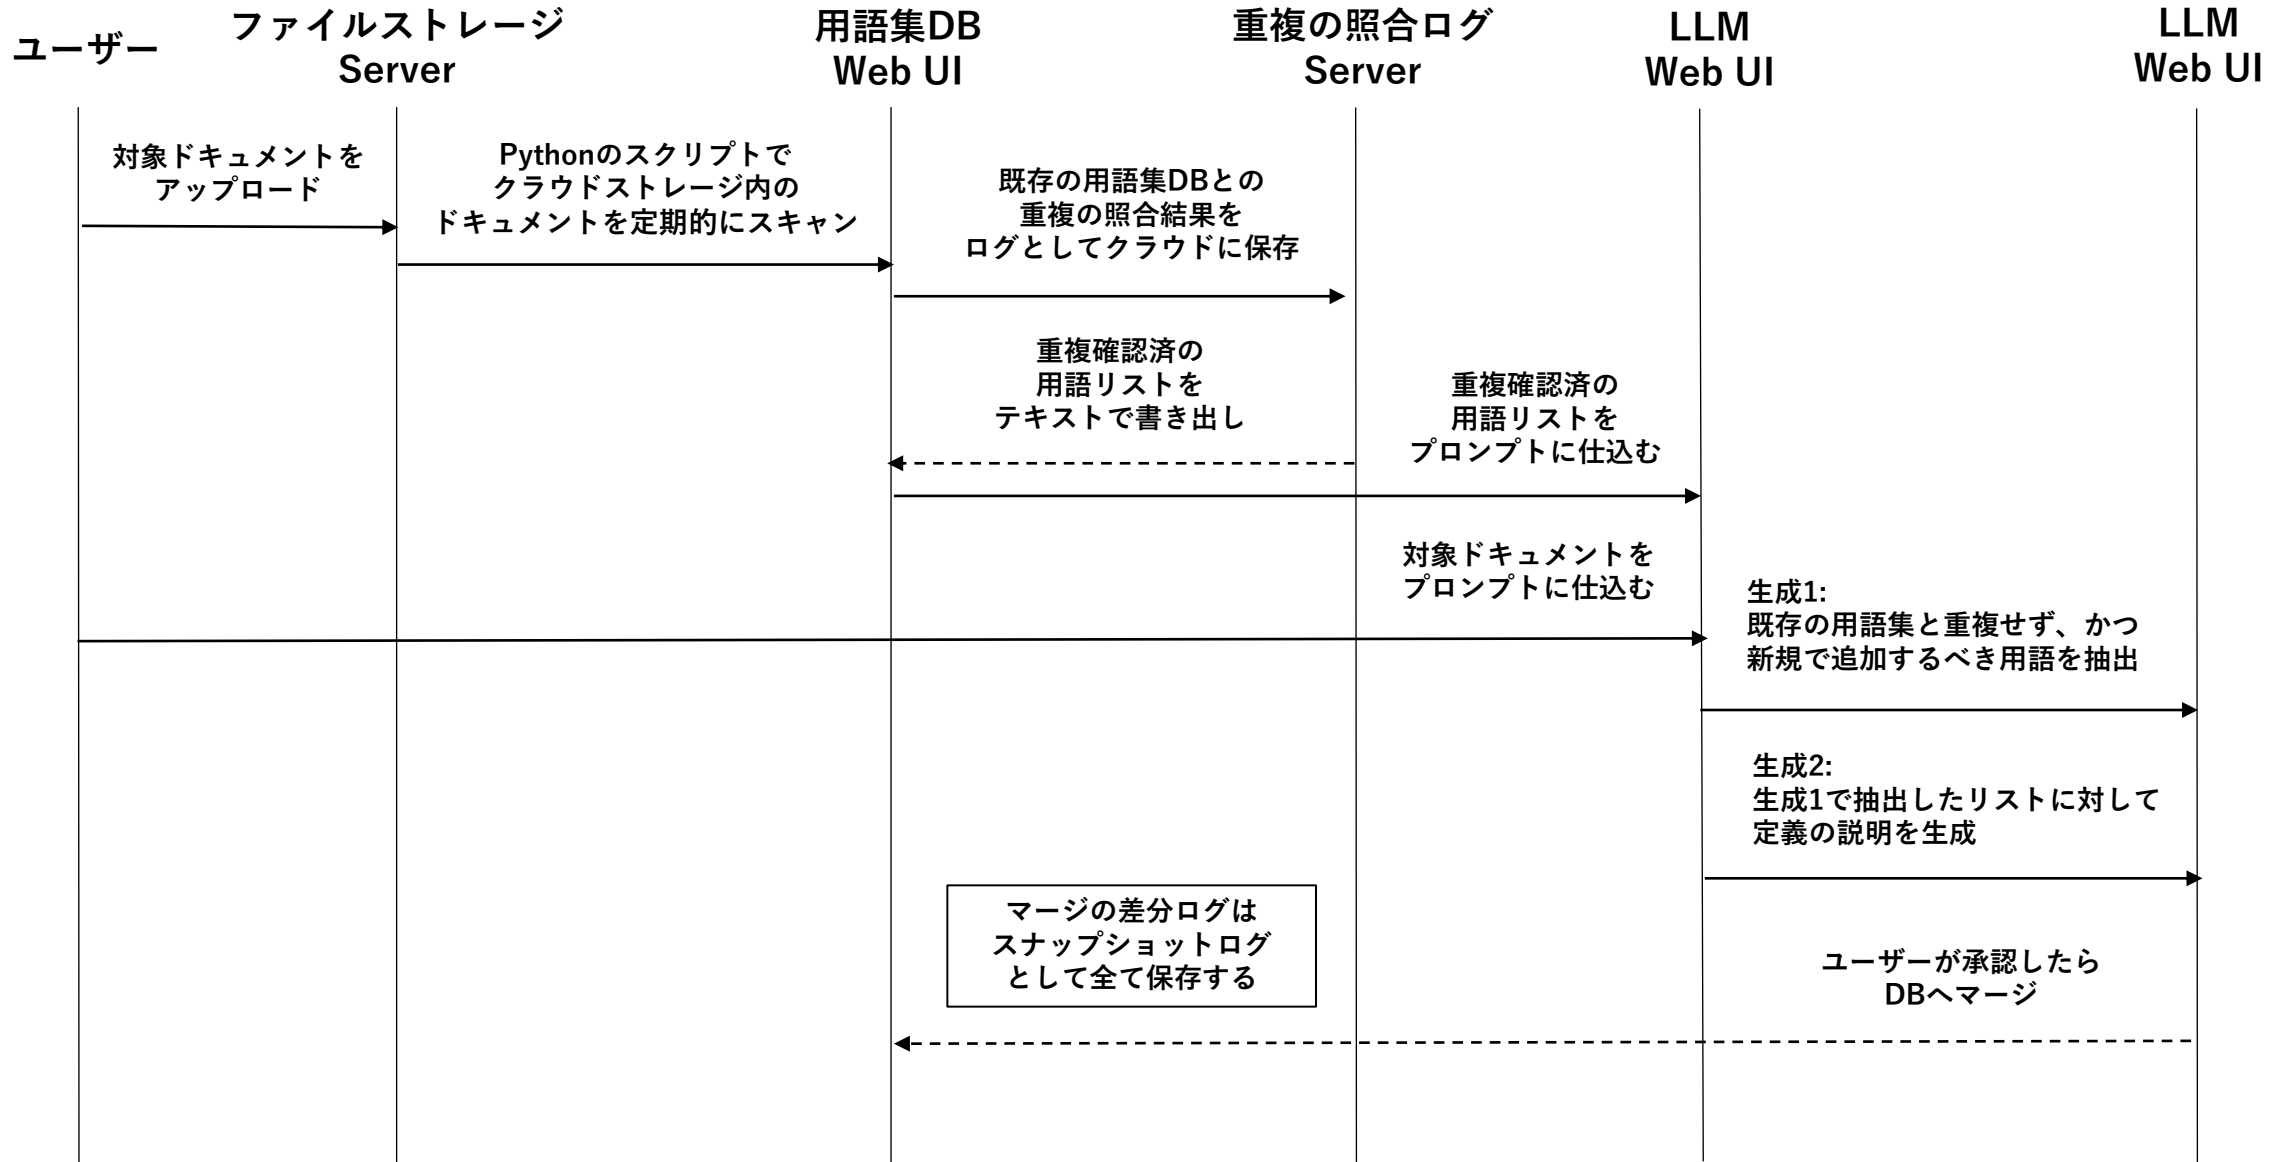 ユーザー
ファイルストレージ
Server
用語集DB
Web UI
重複の照合ログ
Server
LLM
Web UI
LLM
Web UI
対象ドキュメントを
アップロード
Pythonのスクリプトで
クラウドストレージ内の
ドキュメントを定期的にスキャン
既存の用語集DBとの
重複の照合結果を
ログとしてクラウドに保存
重複確認済の
用語リストを
テキストで書き出し
重複確認済の
用語リストを
プロンプトに仕込む
対象ドキュメントを
プロンプトに仕込む
生成1:
既存の用語集と重複せず、かつ
新規で追加するべき用語を抽出
生成2:
生成1で抽出したリストに対して
定義の説明を生成
マージの差分ログは
スナップショットログ
として全て保存する
ユーザーが承認したら
DBへマージ